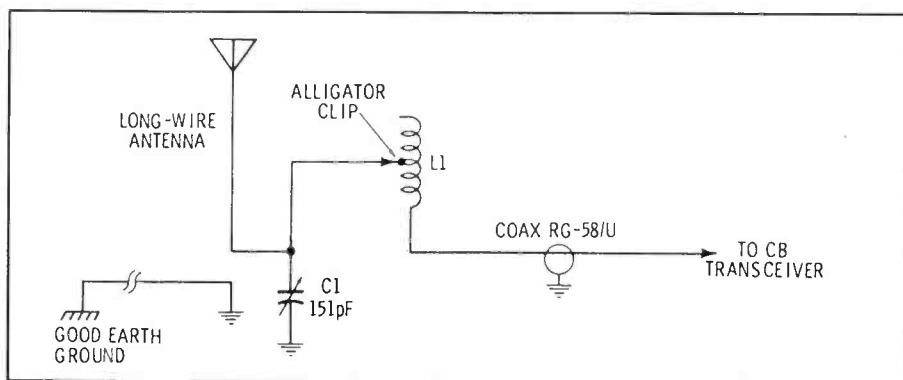 ALLIGATOR
CLIP
LONG-WIRE
ANTENNA
L1
COAX RG-58/U
TO CB
TRANSCEIVER
C1
151pF
GOOD EARTH
GROUND